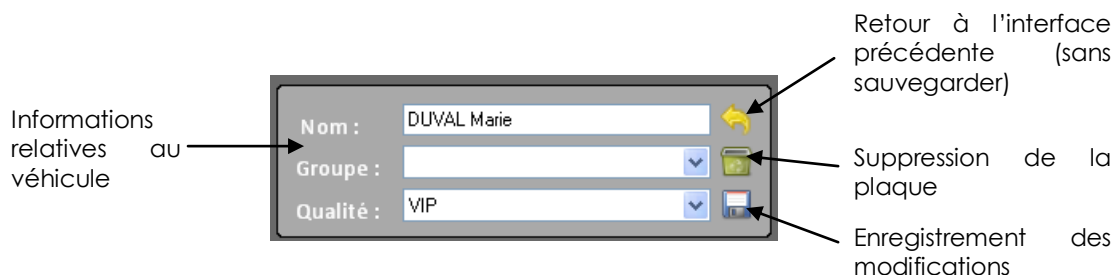 Retour à l’interface
précédente (sans
sauvegarder)
Informations
relatives au
véhicule
Nom :
DUVAL Marie
Groupe :
Qualité :
VIP
Suppression de la
plaque
Enregistrement des
modifications